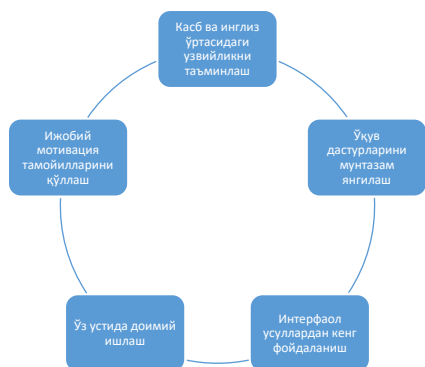 Касб ва инглиз
ўртасидаги
узвийликни
таъминлаш
Ўқув
дастурларини
мунтазам
янгилаш
Интерфаол
усуллардан кенг
фойдаланиш
Ўз устида доимий
ишлаш
Ижобий
мотивация
тамойилларини
қўллаш